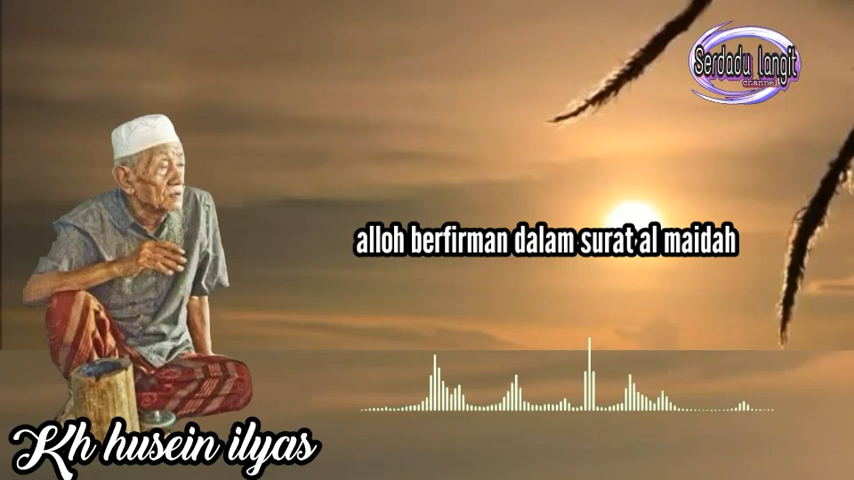 Serdadu langit
channel
alloh berfirman dalam surat al maidah
Kh husein ilyas